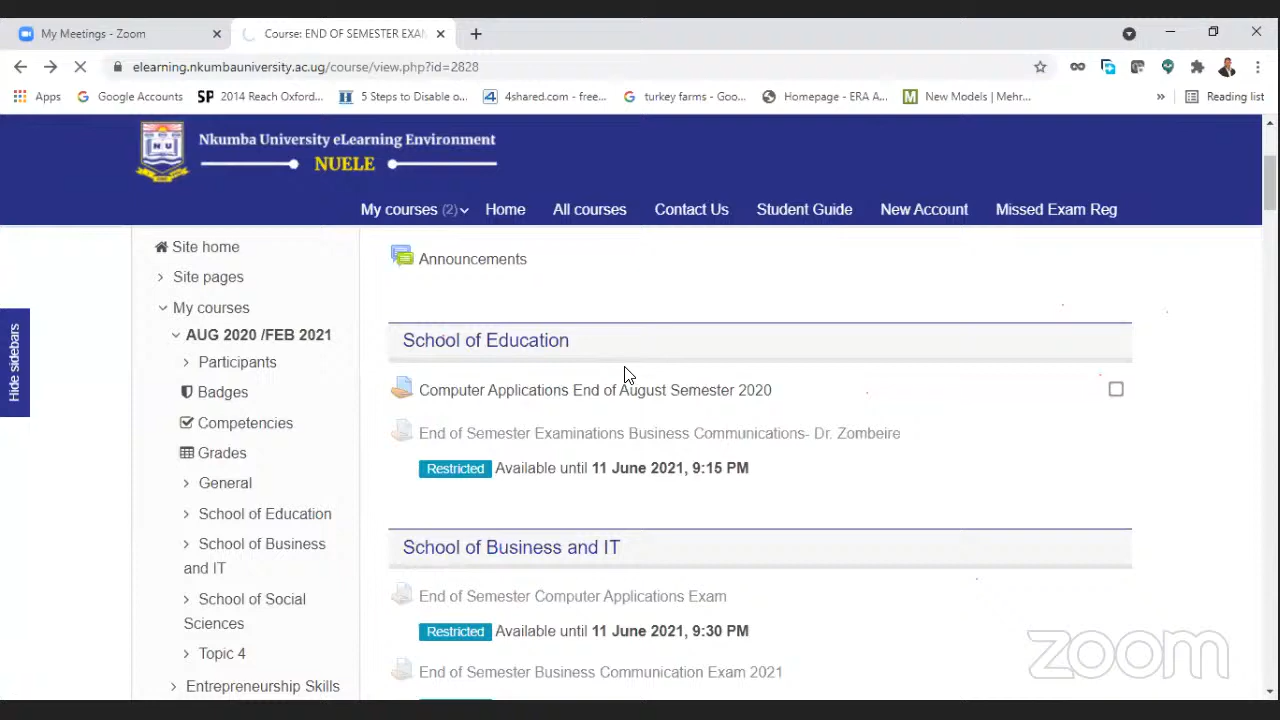 My Meetings - Zoom
Course: END OF SEMESTER EXA
elearning.nkumbauniversity.ac.ug/course/view.php?id=2828
Apps
Google Accounts
SP 2014 Reach Oxford...
5 Steps to Disable o...
4shared.com - free...
turkey farms - Goo...
Homepage - ERA A...
M New Models | Mehr...
»
Reading list
NU
Nkumba University eLearning Environment
NUELE
My courses (2)
Home
All courses
Contact Us
Student Guide
New Account
Missed Exam Reg
Hide sidebars
Site home
Site pages
My courses
AUG 2020 /FEB 2021
Participants
Badges
Competencies
Grades
General
School of Education
School of Business
and IT
School of Social
Sciences
Topic 4
Entrepreneurship Skills
Announcements
School of Education
Computer Applications End of August Semester 2020
End of Semester Examinations Business Communications- Dr. Zombeire
Restricted Available until 11 June 2021, 9:15 PM
School of Business and IT
End of Semester Computer Applications Exam
Restricted Available until 11 June 2021, 9:30 PM
End of Semester Business Communication Exam 2021
zoom